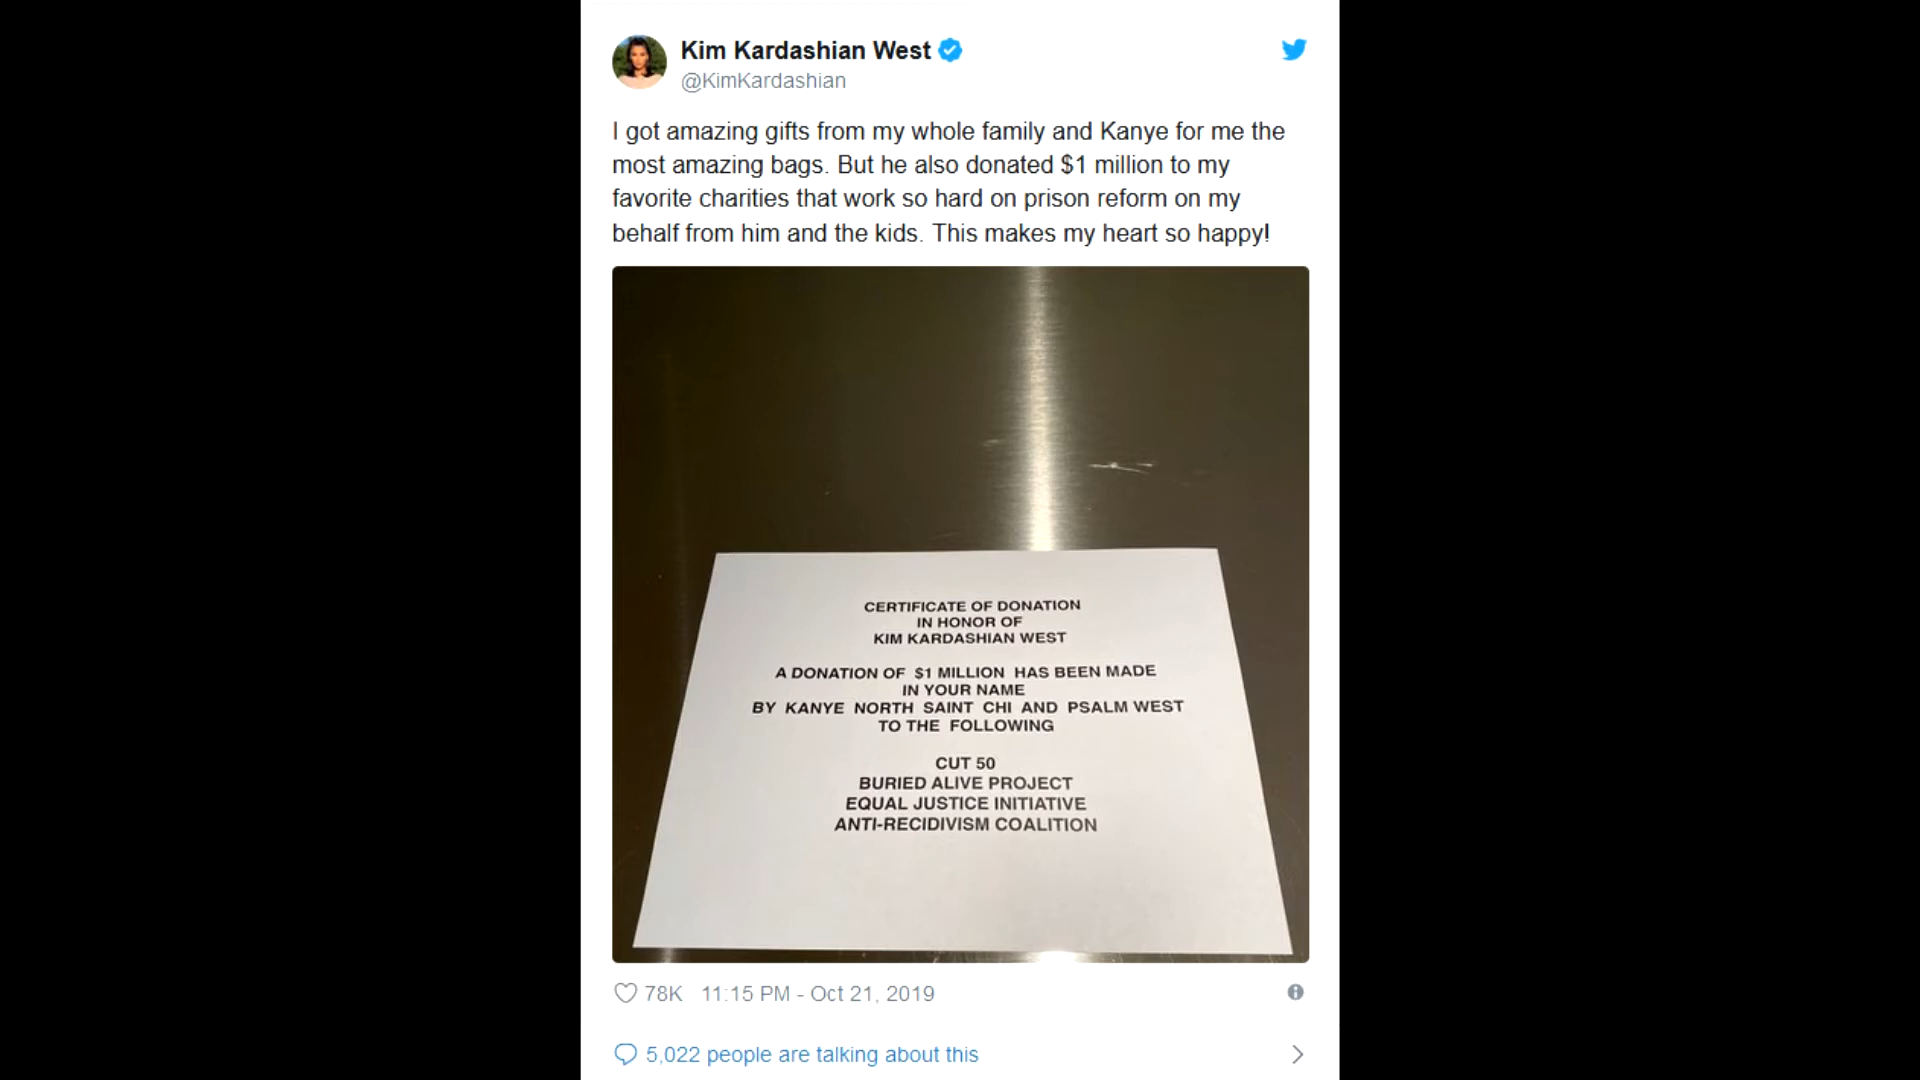 Kim Kardashian West
@KimKardashian
I got amazing gifts from my whole family and Kanye for me the
most amazing bags. But he also donated $1 million to my
favorite charities that work so hard on prison reform on my
behalf from him and the kids. This makes my heart so happy!
CERTIFICATE OF DONATION
IN HONOR OF
KIM KARDASHIAN WEST
A DONATION OF $1 MILLION HAS BEEN MADE
IN YOUR NAME
BY KANYE NORTH SAINT CHI AND PSALM WEST
TO THE FOLLOWING
CUT 50
BURIED ALIVE PROJECT
EQUAL JUSTICE INITIATIVE
ANTI-RECIDIVISM COALITION
78K 11:15 PM - Oct 21, 2019
5,022 people are talking about this